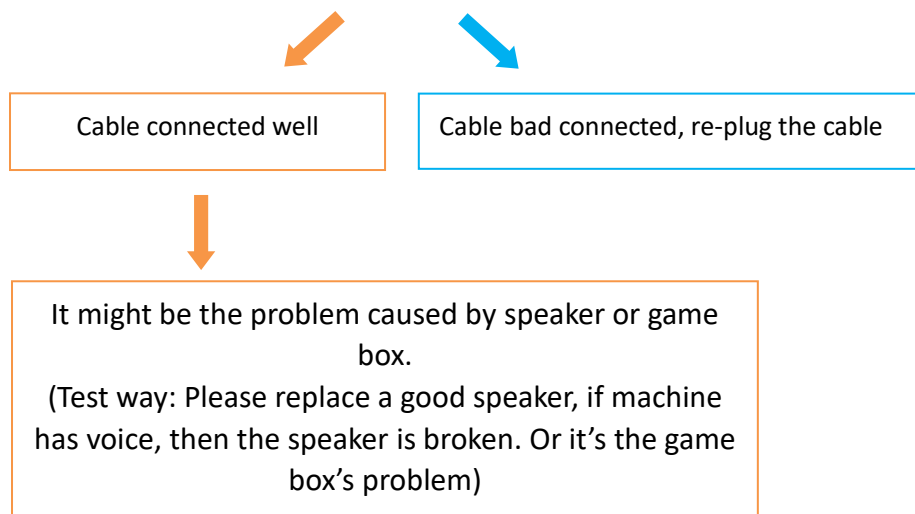 Cable connected well
Cable bad connected, re-plug the cable
It might be the problem caused by speaker or game
box.
(Test way: Please replace a good speaker, if machine
has voice, then the speaker is broken. Or it’s the game
box’s problem)